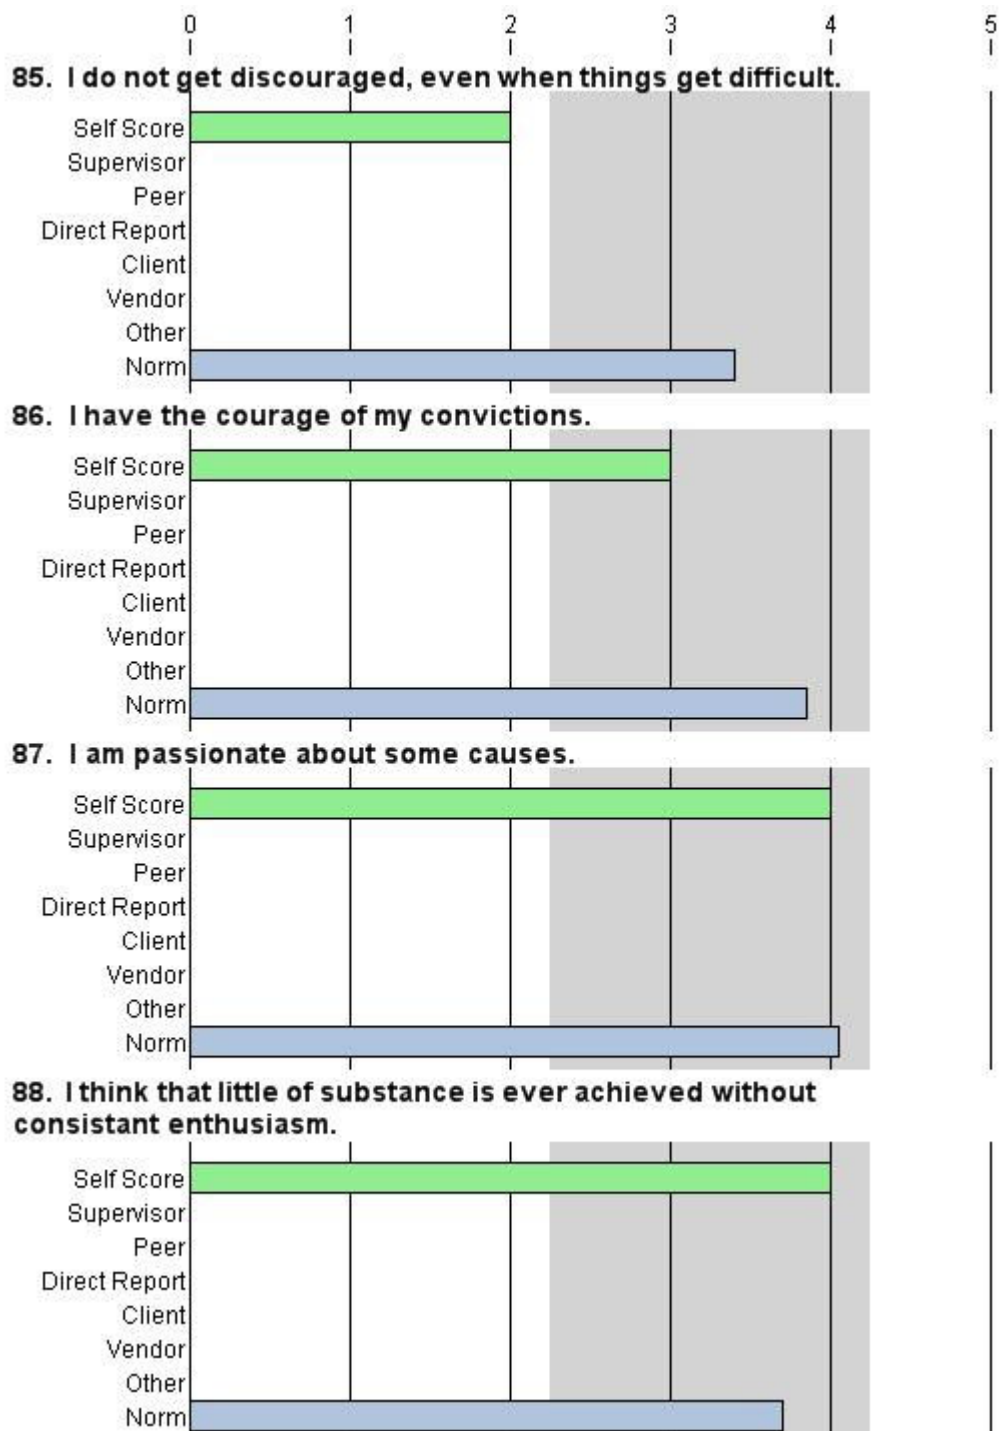 0 1 2 3 4 5
85. I do not get discouraged, even when things get difficult.
Self Score
Supervisor
Peer
Direct Report
Client
Vendor
Other
Norm
86. I have the courage of my convictions.
Self Score
Supervisor
Peer
Direct Report
Client
Vendor
Other
Norm
87. I am passionate about some causes.
Self Score
Supervisor
Peer
Direct Report
Client
Vendor
Other
Norm
88. I think that little of substance is ever achieved without
consistant enthusiasm.
Self Score
Supervisor
Peer
Direct Report
Client
Vendor
Other
Norm